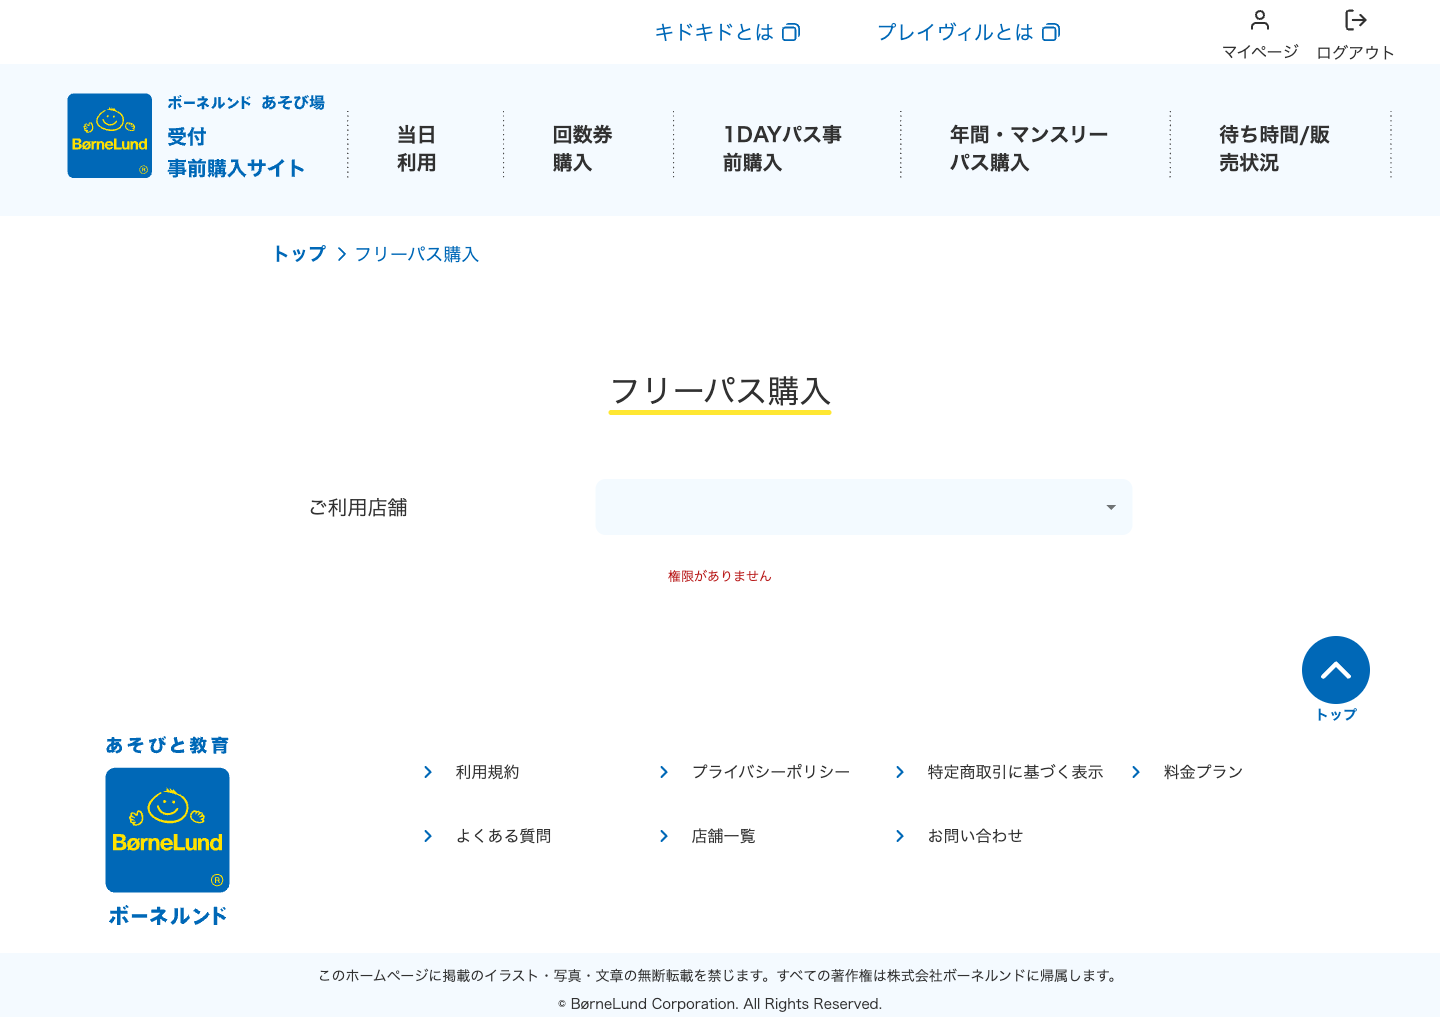 キドキドとは
プレイヴィルとは
マイページ
ログアウト
BørneLund
®
ボーネルンド あそび場
受付
事前購入サイト
当日
利用
回数券
購入
1DAYパス事
前購入
年間・マンスリー
パス購入
待ち時間/販
売状況
トップ
フリーパス購入
フリーパス購入
ご利用店舗
権限がありません
トップ
あそびと教育
BørneLund
®
ボーネルンド
利用規約
プライバシーポリシー
特定商取引に基づく表示
料金プラン
よくある質問
店舗一覧
お問い合わせ
このホームページに掲載のイラスト・写真・文章の無断転載を禁じます。すべての著作権は株式会社ボーネルンドに帰属します。
© BørneLund Corporation. All Rights Reserved.